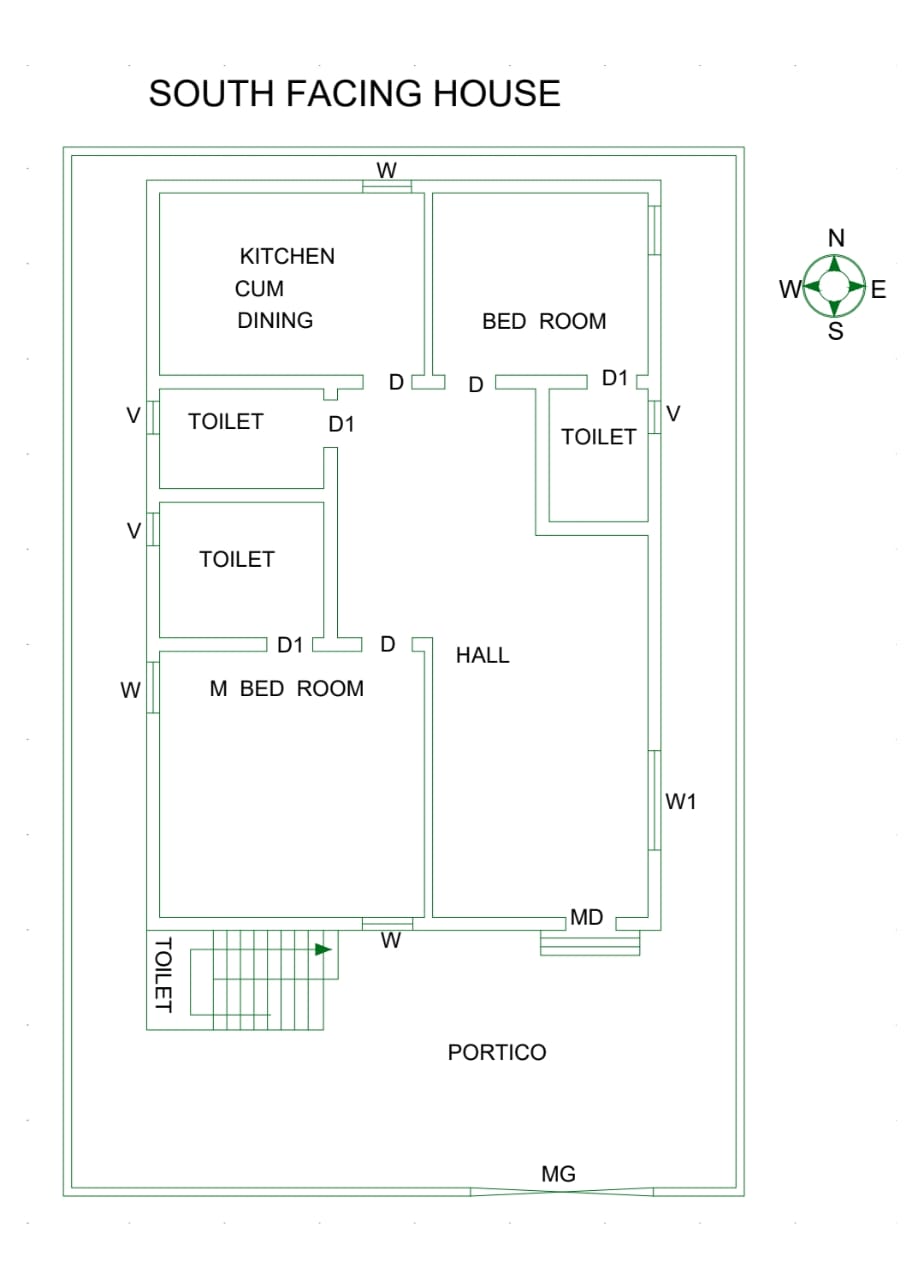 SOUTH FACING HOUSE
W
N
W
E
S
KITCHEN
CUM
DINING
BED ROOM
D
D
D1
V
TOILET
D1
TOILET
V
V
TOILET
D1
D
HALL
W
M BED ROOM
W1
MD
W
TOILET
PORTICO
MG